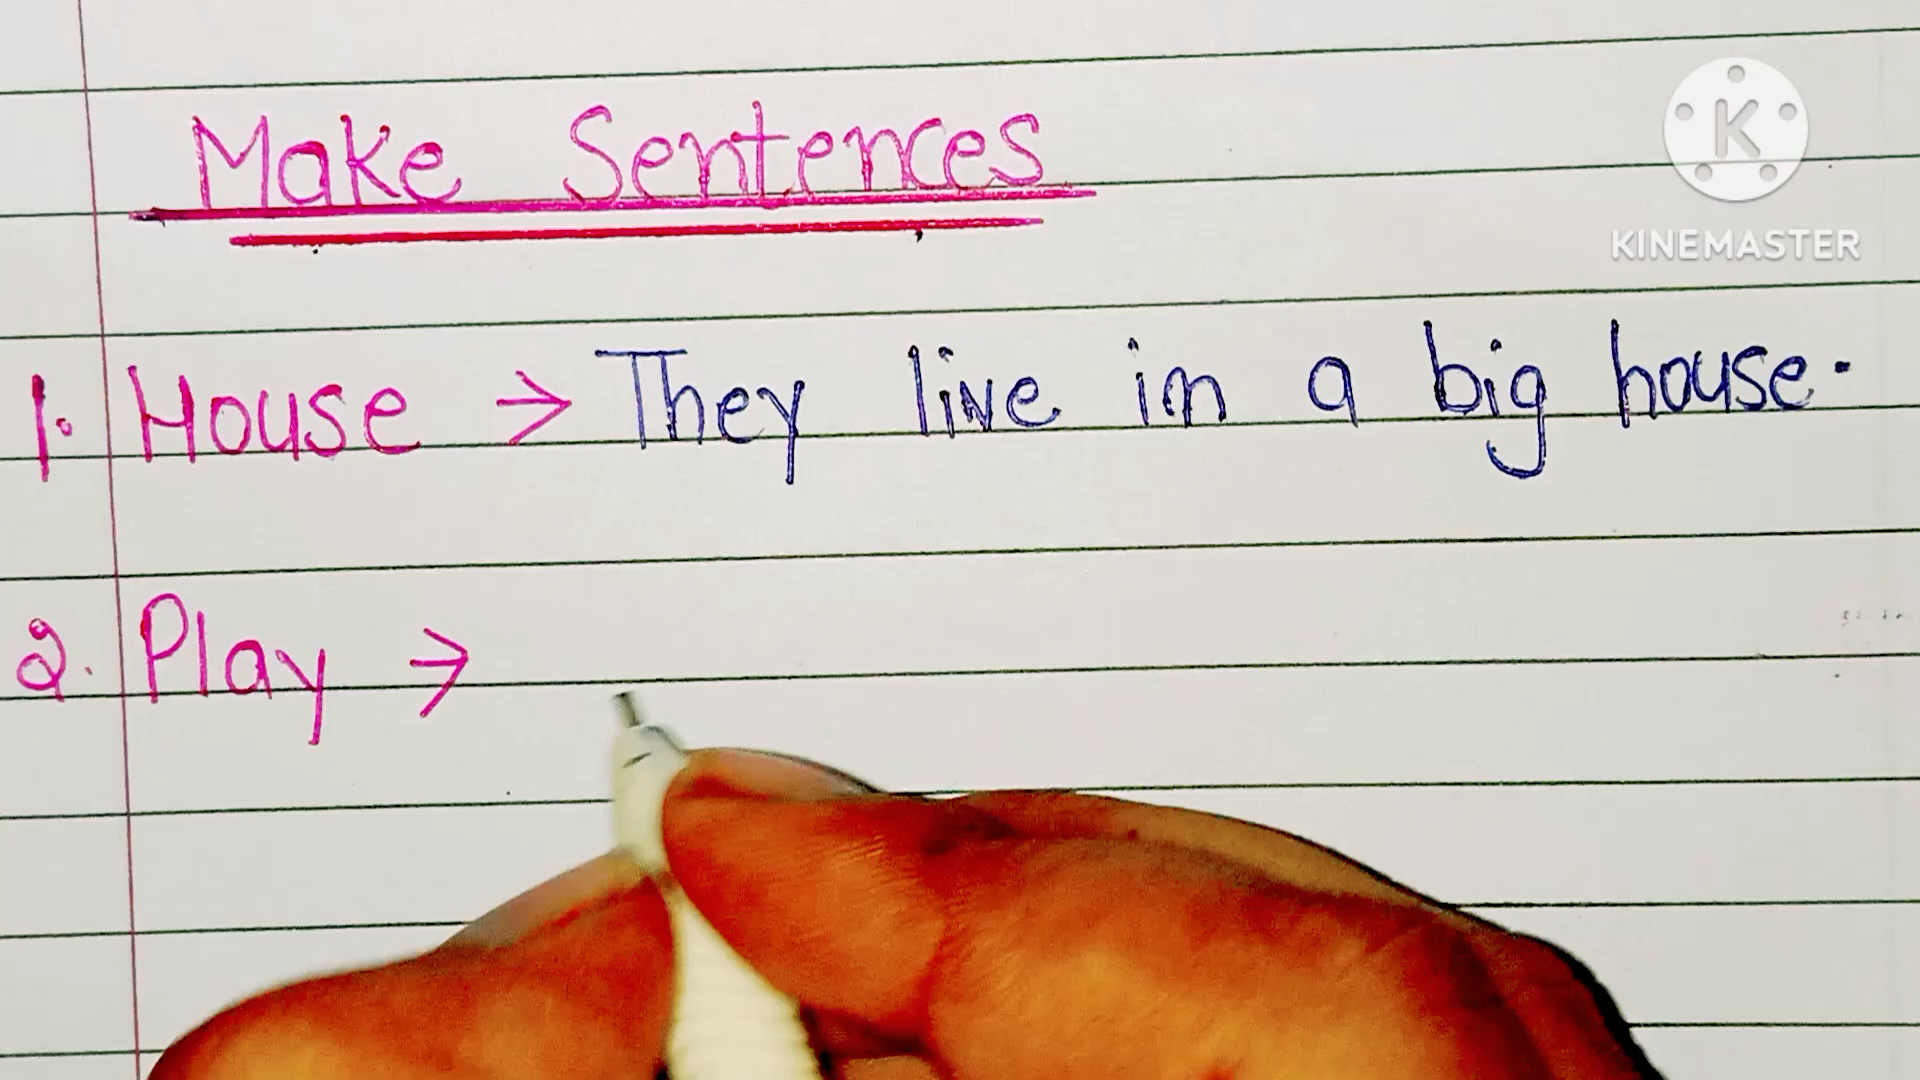 K
KINEMASTER
Make Sentences
1. House → They live in a big house.
2. Play →